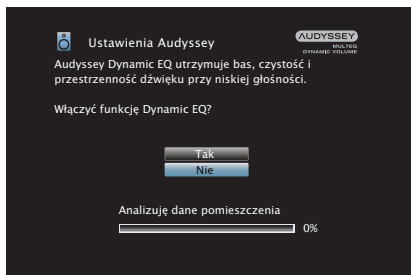 Ustawienia Audyssey
AUDYSSEY
MULTEQ
DYNAMIC VOLUME
Audyssey Dynamic EQ utrzymuje bas, czystość i
przestrzenność dźwięku przy niskiej głośności.
Włączyć funkcję Dynamic EQ?
Tak
Nie
Analizuję dane pomieszczenia
0%